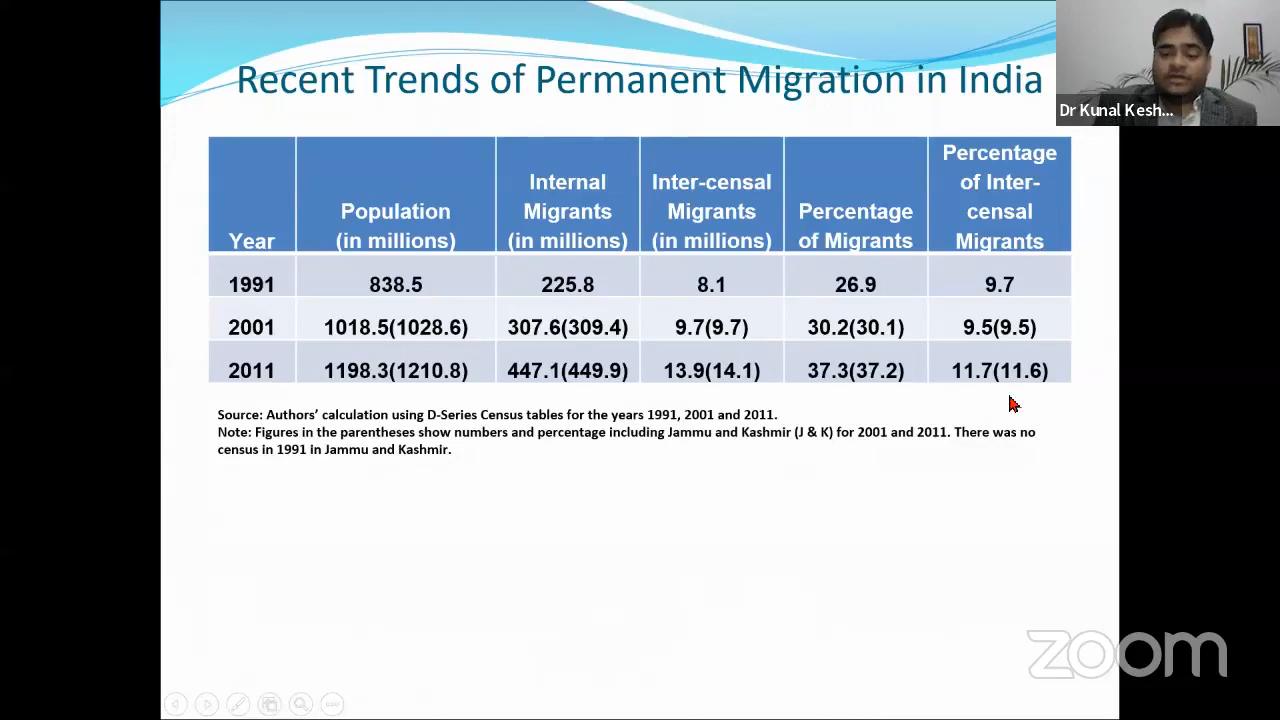 Recent Trends of Permanent Migration in India
Dr Kunal Kesh...
Year
Population
(in millions)
Internal
Migrants
(in millions)
Inter-censal
Migrants
(in millions)
Percentage
of Migrants
Percentage
of Inter-
censal
Migrants
1991 838.5 225.8 8.1 26.9 9.7
2001 1018.5(1028.6) 307.6(309.4) 9.7(9.7) 30.2(30.1) 9.5(9.5)
2011 1198.3(1210.8) 447.1(449.9) 13.9(14.1) 37.3(37.2) 11.7(11.6)
Source: Authors’ calculation using D-Series Census tables for the years 1991, 2001 and 2011.
Note: Figures in the parentheses show numbers and percentage including Jammu and Kashmir (J & K) for 2001 and 2011. There was no
census in 1991 in Jammu and Kashmir.
zoom